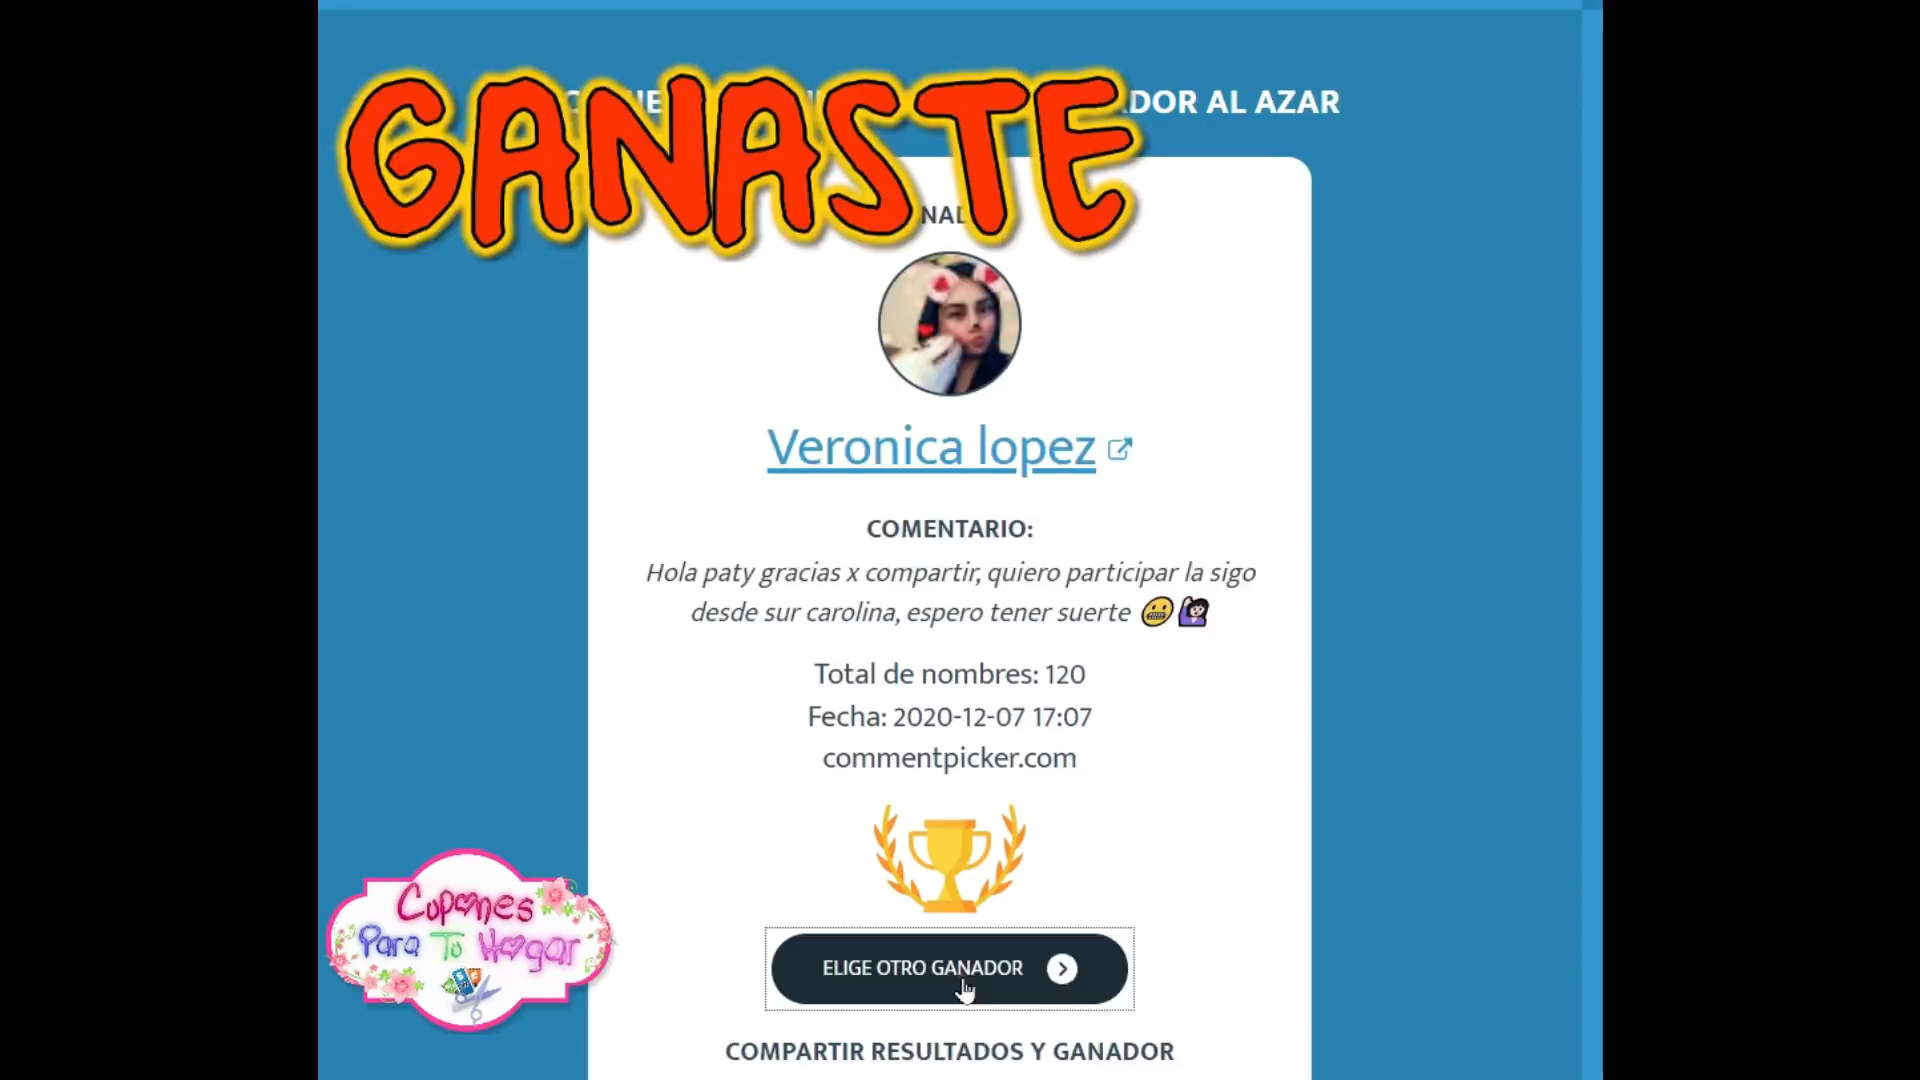 GANASTE
DOR AL AZAR
Veronica lopez
COMENTARIO:
Hola paty gracias x compartir, quiero participar la sigo
desde sur carolina, espero tener suerte 😬🙋🏻‍♀️
Total de nombres: 120
Fecha: 2020-12-07 17:07
commentpicker.com
ELIGE OTRO GANADOR
COMPARTIR RESULTADOS Y GANADOR
Cupones
Para Tu Hogar